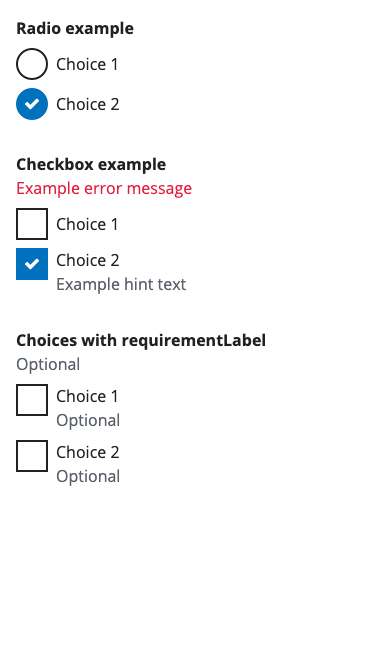 Radio example
Choice 1
Choice 2
Checkbox example
Example error message
Choice 1
Choice 2
Example hint text
Choices with requirementLabel
Optional
Choice 1
Optional
Choice 2
Optional